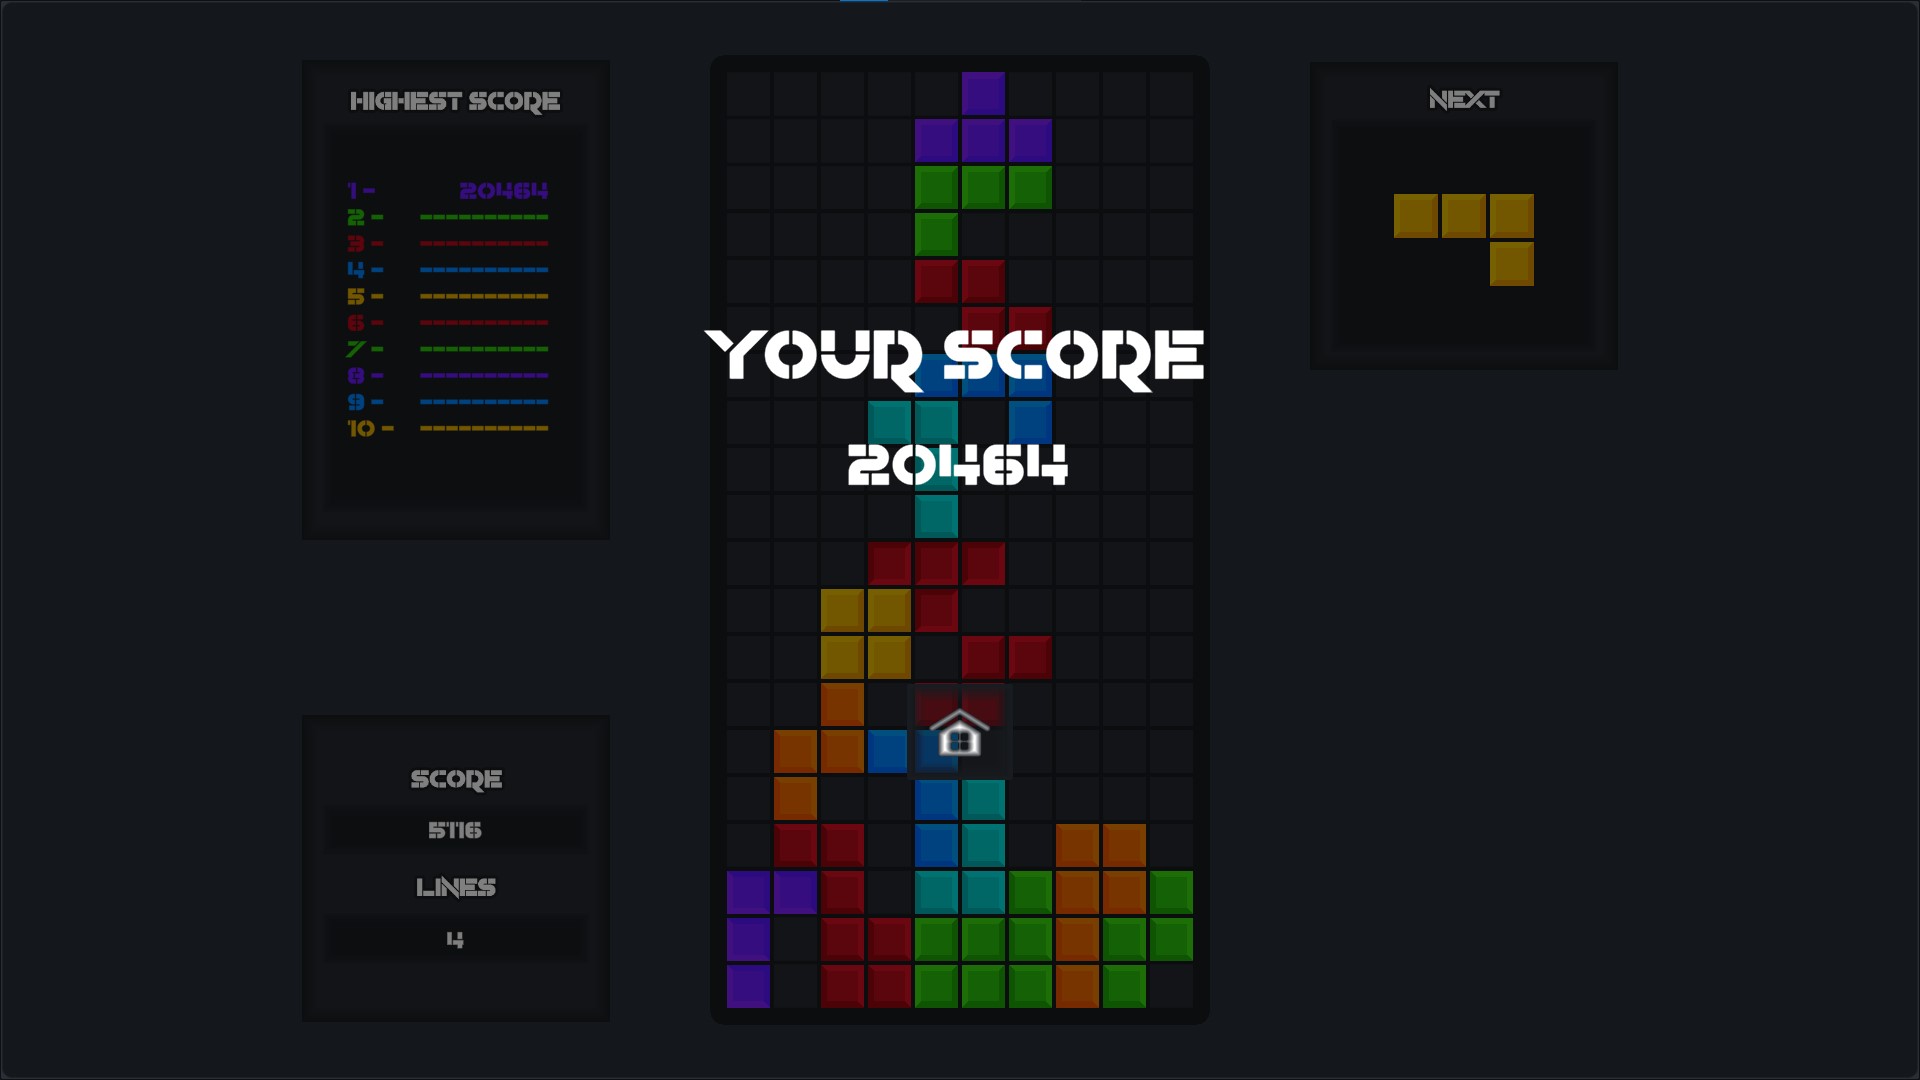 HIGHEST SCORE
1 - 20464
2 - ----------
3 - ----------
4 - ----------
5 - ----------
6 - ----------
7 - ----------
8 - ----------
9 - ----------
10 - ----------
SCORE
5116
LINES
4
YOUR SCORE
20464
NEXT